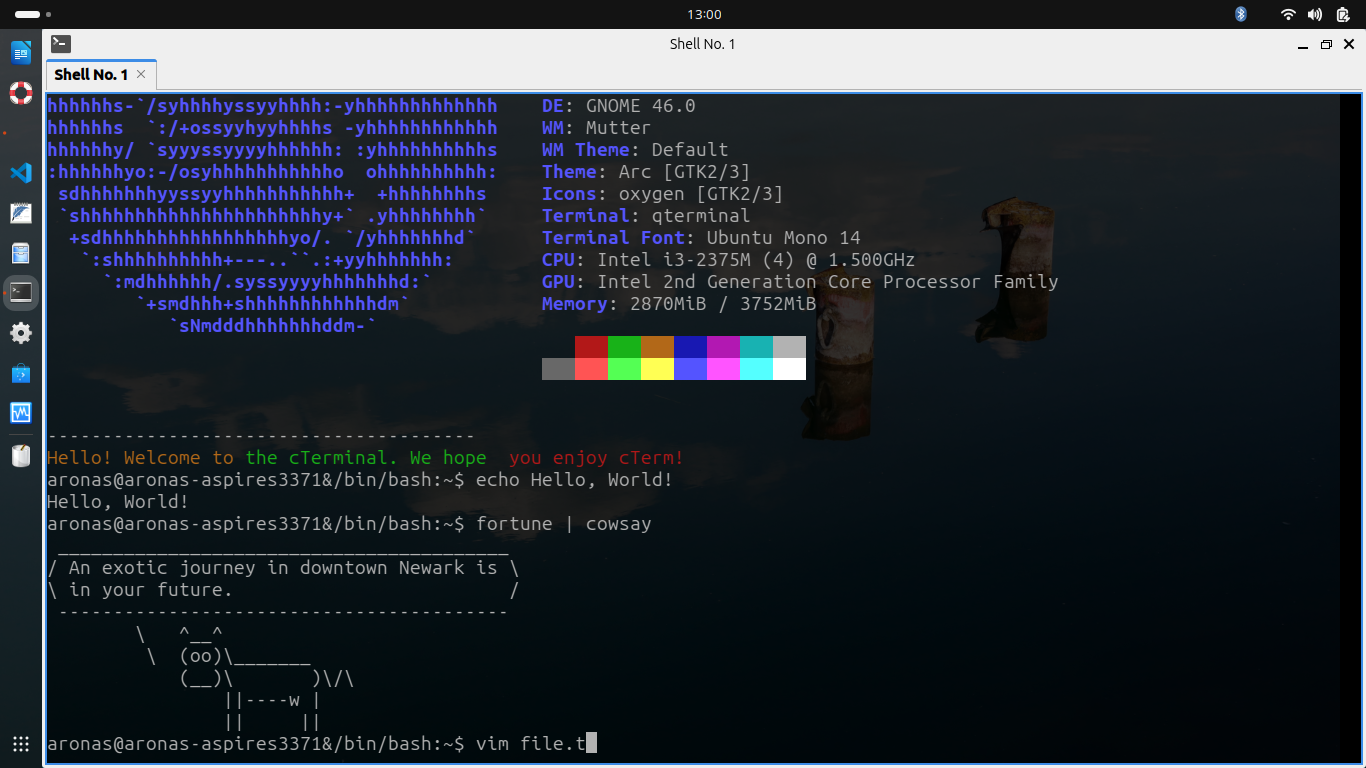 13:00
Shell No. 1
Shell No. 1
hhhhhhs-`/syhhhhyssyyhhhh:-yhhhhhhhhhhhhh    DE: GNOME 46.0
hhhhhhs  `:/+ossyyhyyhhhhs -yhhhhhhhhhhhh    WM: Mutter
hhhhhhy/ `syyyssyyyyhhhhhh: :yhhhhhhhhhhs    WM Theme: Default
:hhhhhhyo:-/osyhhhhhhhhhhho  ohhhhhhhhhh:    Theme: Arc [GTK2/3]
 sdhhhhhhhyyssyyhhhhhhhhhhh+  +hhhhhhhhs     Icons: oxygen [GTK2/3]
 `shhhhhhhhhhhhhhhhhhhhhhy+` .yhhhhhhhh`     Terminal: qterminal
  +sdhhhhhhhhhhhhhhhhhyo/. `/yhhhhhhhd`      Terminal Font: Ubuntu Mono 14
   `:shhhhhhhhhh+---..``.:+yyhhhhhhh:        CPU: Intel i3-2375M (4) @ 1.500GHz
     `:mdhhhhhh/.syssyyyyhhhhhhhd:`          GPU: Intel 2nd Generation Core Processor Family
        `+smdhhh+shhhhhhhhhhhhdm`            Memory: 2870MiB / 3752MiB
           `sNmdddhhhhhhhddm-`
---------------------------------------
Hello! Welcome to the cTerminal. We hope  you enjoy cTerm!
aronas@aronas-aspires3371&/bin/bash:~$ echo Hello, World!
Hello, World!
aronas@aronas-aspires3371&/bin/bash:~$ fortune | cowsay
 _________________________________________
/ An exotic journey in downtown Newark is \
\ in your future.                         /
 -----------------------------------------
        \   ^__^
         \  (oo)\_______
            (__)\       )\/\
                ||----w |
                ||     ||
aronas@aronas-aspires3371&/bin/bash:~$ vim file.t